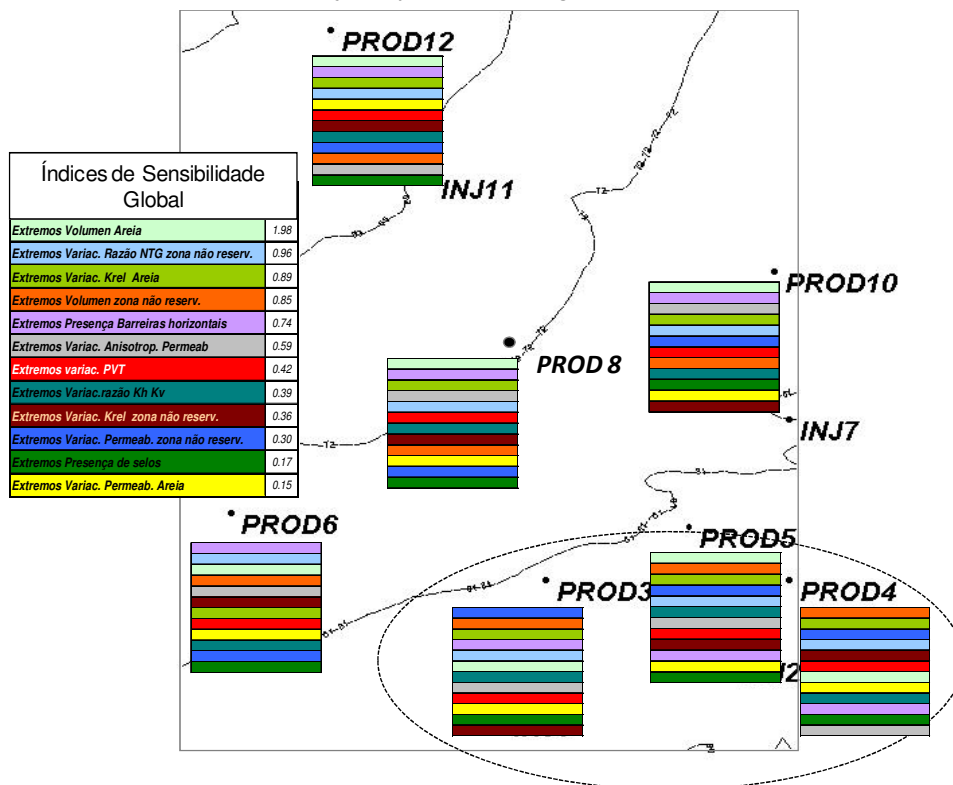 PROD12
INJ11
Índices de Sensibilidade
Global
Extremos Volumen Areia 1.98
Extremos Variac. Razão NTG zona não reserv. 0.96
Extremos Variac. Krel Areia 0.89
Extremos Volumen zona não reserv. 0.85
Extremos Presença Barreiras horizontais 0.74
Extremos Variac. Anisotrop. Permeab 0.59
Extremos variac. PVT 0.42
Extremos Variac.razão Kh Kv 0.39
Extremos Variac. Krel zona não reserv. 0.36
Extremos Variac. Permeab. zona não reserv. 0.30
Extremos Presença de selos 0.17
Extremos Variac. Permeab. Areia 0.15
PROD10
PROD 8
INJ7
PROD6
PROD5
PROD3
PROD4